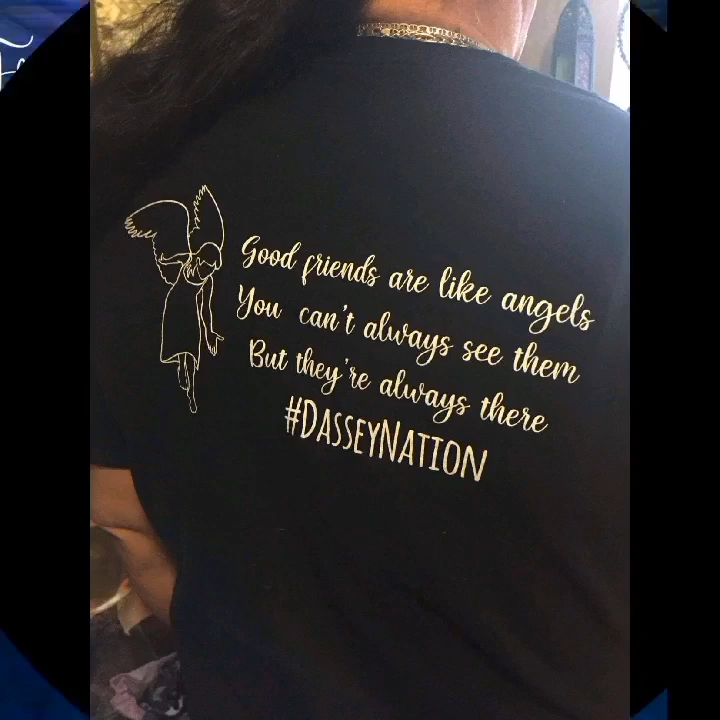 Good friends are like angels
You can't always see them
But they're always there
#DASSEYNATION